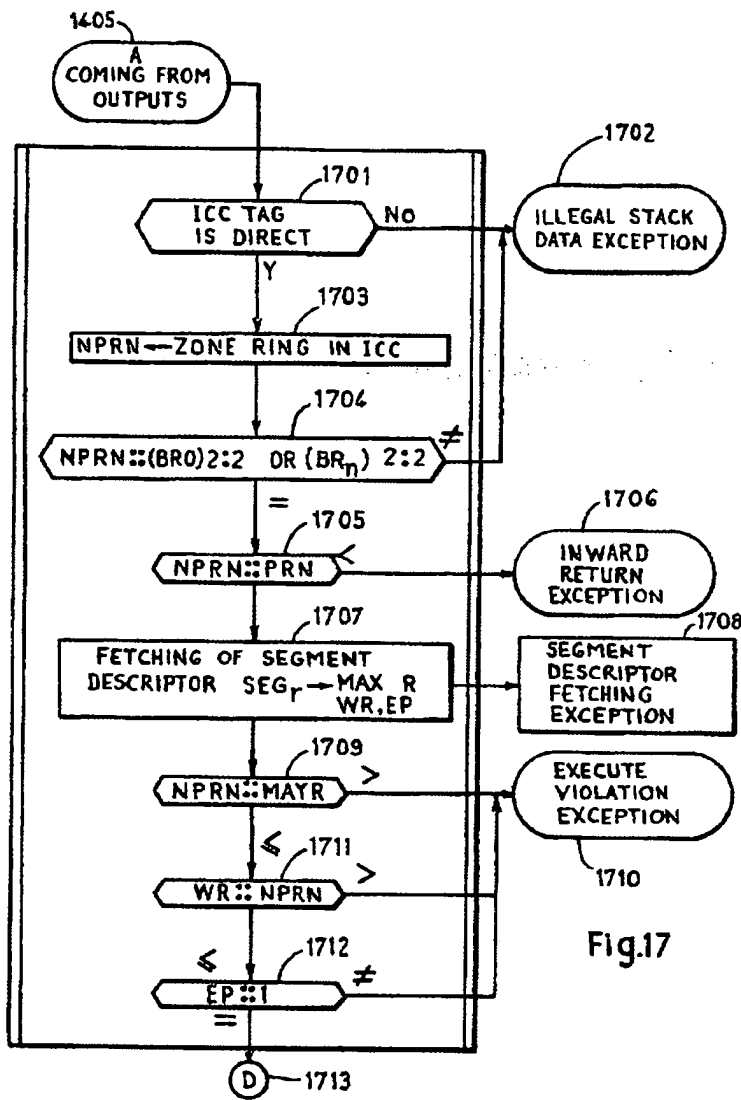 1405
A
COMING FROM
OUTPUTS
1702
1701
ICC TAG
IS DIRECT
No
ILLEGAL STACK
DATA EXCEPTION
Y
1703
NPRN ← ZONE RING IN ICC
1704
NPRN::(BRO)2:2 OR (BRn) 2:2
≠
=
1705
1706
NPRN::PRN
<
INWARD
RETURN
EXCEPTION
1707
1708
FETCHING OF SEGMENT
DESCRIPTOR SEGr → MAX R
WR,EP
SEGMENT
DESCRIPTOR
FETCHING
EXCEPTION
1709
NPRN::MAYR
>
EXECUTE
VIOLATION
EXCEPTION
≤
1711
1710
WR::NPRN
>
Fig.17
≤
1712
EP::1
≠
=
D
1713